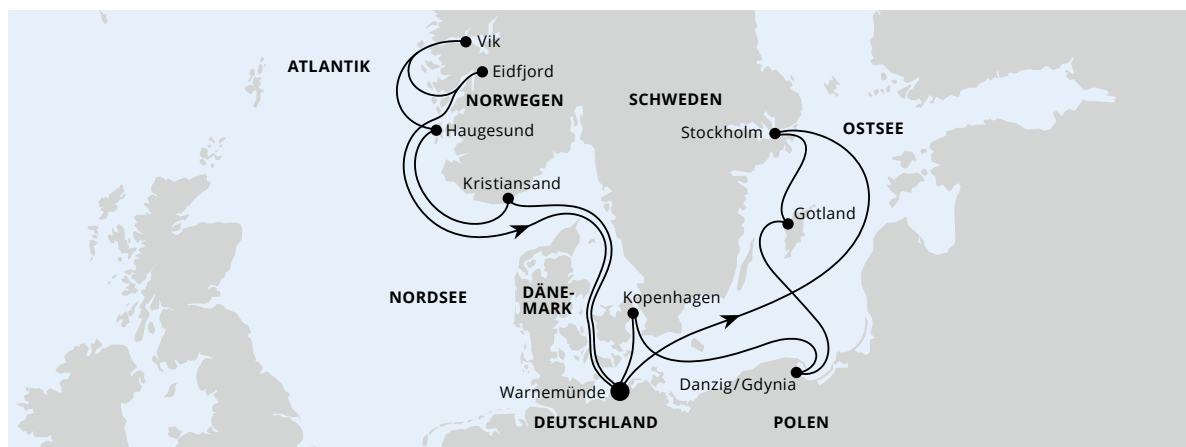 Vik
ATLANTIK
Eidfjord
NORWEGEN
SCHWEDEN
Haugesund
Stockholm
OSTSEE
Kristiansand
Gotland
NORDSEE
DÄNE-
MARK
Kopenhagen
Danzig/Gdynia
Warnemünde
DEUTSCHLAND
POLEN